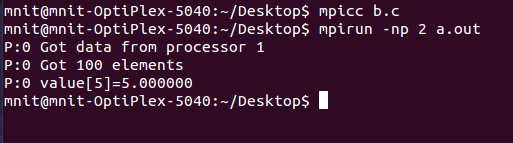 mnit@mnit-OptiPlex-5040:~/Desktop$ mpicc b.c
mnit@mnit-OptiPlex-5040:~/Desktop$ mpirun -np 2 a.out
P:0 Got data from processor 1
P:0 Got 100 elements
P:0 value[5]=5.000000
mnit@mnit-OptiPlex-5040:~/Desktop$